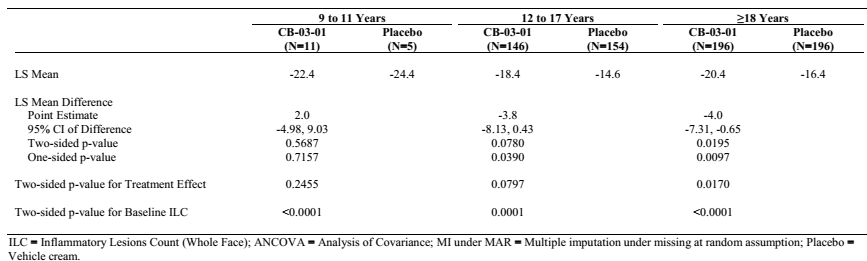 9 to 11 Years 12 to 17 Years ≥18 Years
CB-03-01 Placebo CB-03-01 Placebo CB-03-01 Placebo
(N=11) (N=5) (N=146) (N=154) (N=196) (N=196)
LS Mean -22.4 -24.4 -18.4 -14.6 -20.4 -16.4
LS Mean Difference
Point Estimate 2.0 -3.8 -4.0
95% CI of Difference -4.98, 9.03 -8.13, 0.43 -7.31, -0.65
Two-sided p-value 0.5687 0.0780 0.0195
One-sided p-value 0.7157 0.0390 0.0097
Two-sided p-value for Treatment Effect 0.2455 0.0797 0.0170
Two-sided p-value for Baseline ILC <0.0001 0.0001 <0.0001
ILC = Inflammatory Lesions Count (Whole Face); ANCOVA = Analysis of Covariance; MI under MAR = Multiple imputation under missing at random assumption; Placebo =
Vehicle cream.